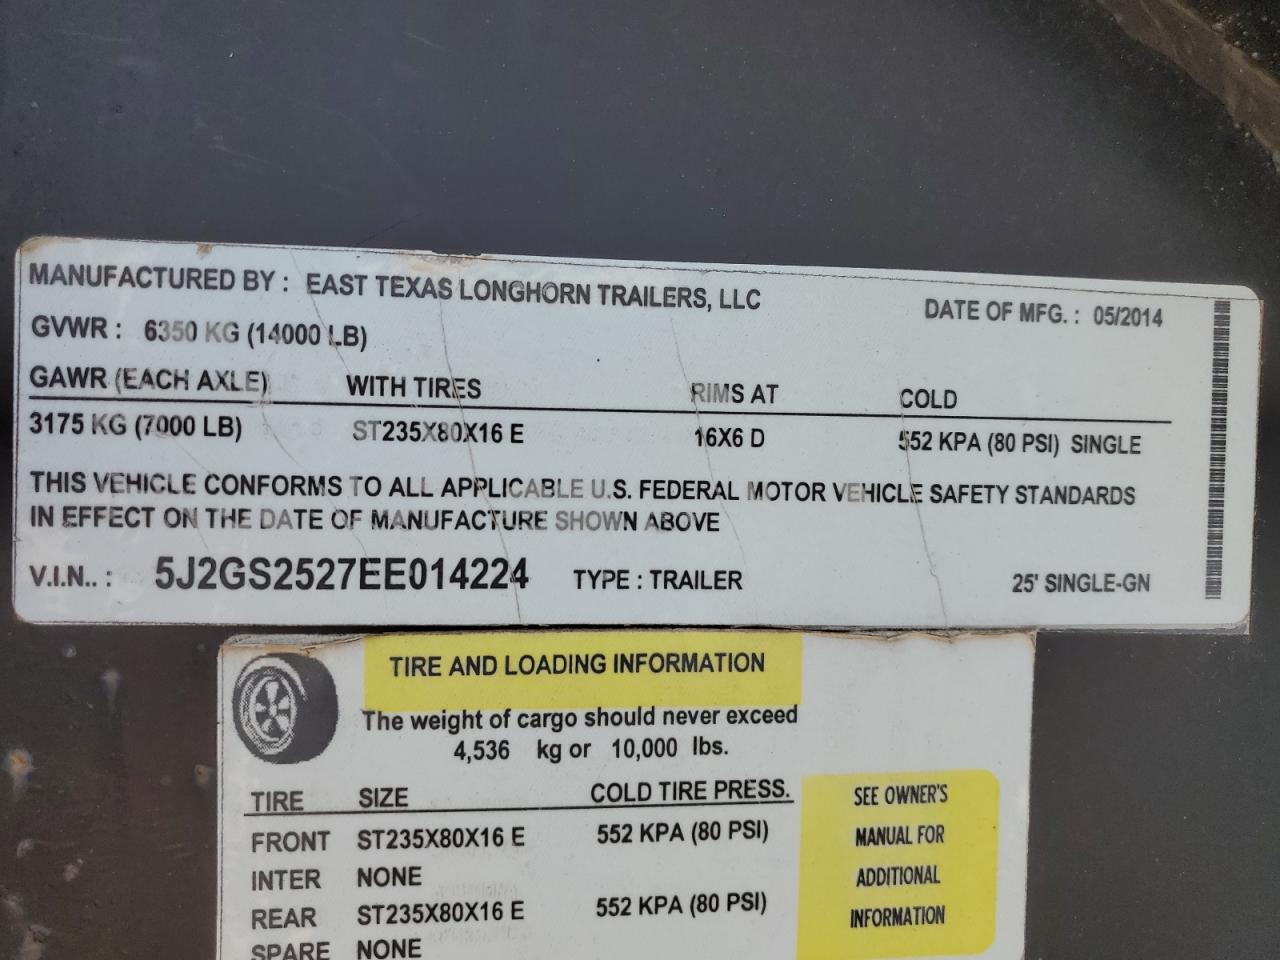 MANUFACTURED BY : EAST TEXAS LONGHORN TRAILERS, LLC DATE OF MFG. : 05/2014
GVWR : 6350 KG (14000 LB)
GAWR (EACH AXLE) WITH TIRES RIMS AT COLD
3175 KG (7000 LB) ST235X80X16 E 16X6 D 552 KPA (80 PSI) SINGLE
THIS VEHICLE CONFORMS TO ALL APPLICABLE U.S. FEDERAL MOTOR VEHICLE SAFETY STANDARDS
IN EFFECT ON THE DATE OF MANUFACTURE SHOWN ABOVE
V.I.N.. : 5J2GS2527EE014224 TYPE : TRAILER 25' SINGLE-GN
TIRE AND LOADING INFORMATION
The weight of cargo should never exceed
4,536 kg or 10,000 lbs.
TIRE SIZE COLD TIRE PRESS.
FRONT ST235X80X16 E 552 KPA (80 PSI)
INTER NONE
REAR ST235X80X16 E 552 KPA (80 PSI)
SPARE NONE
SEE OWNER'S
MANUAL FOR
ADDITIONAL
INFORMATION